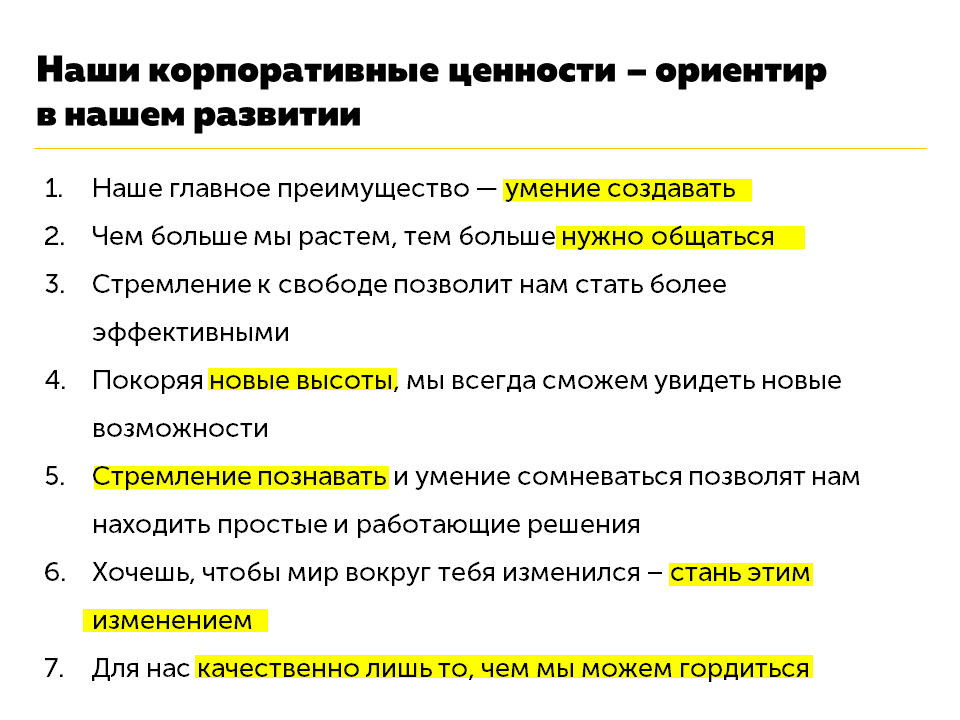 Наши корпоративные ценности – ориентир
в нашем развитии
1. Наше главное преимущество — умение создавать
2. Чем больше мы растем, тем больше нужно общаться
3. Стремление к свободе позволит нам стать более
эффективными
4. Покоряя новые высоты, мы всегда сможем увидеть новые
возможности
5. Стремление познавать и умение сомневаться позволят нам
находить простые и работающие решения
6. Хочешь, чтобы мир вокруг тебя изменился – стань этим
изменением
7. Для нас качественно лишь то, чем мы можем гордиться